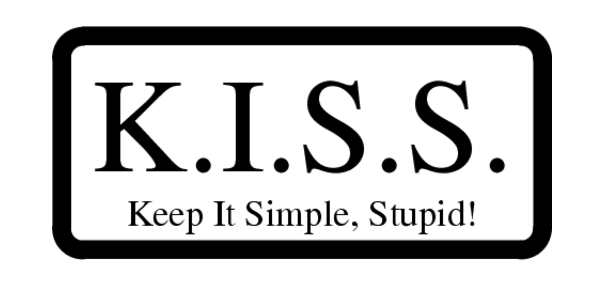 K.I.S.S.
Keep It Simple, Stupid!